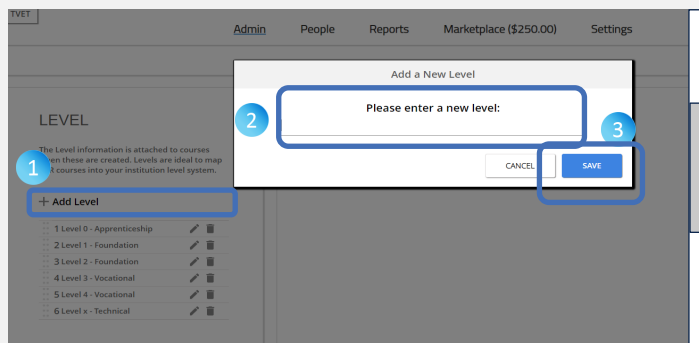 TVET
Admin People Reports Marketplace ($250.00) Settings
Add a New Level
2 Please enter a new level:
3
CANCEL SAVE
LEVEL
The Level information is attached to courses
when these are created. Levels are ideal to map
courses into your institution level system.
1
+ Add Level
1 Level 0 - Apprenticeship
2 Level 1 - Foundation
3 Level 2 - Foundation
4 Level 3 - Vocational
5 Level 4 - Vocational
6 Level x - Technical